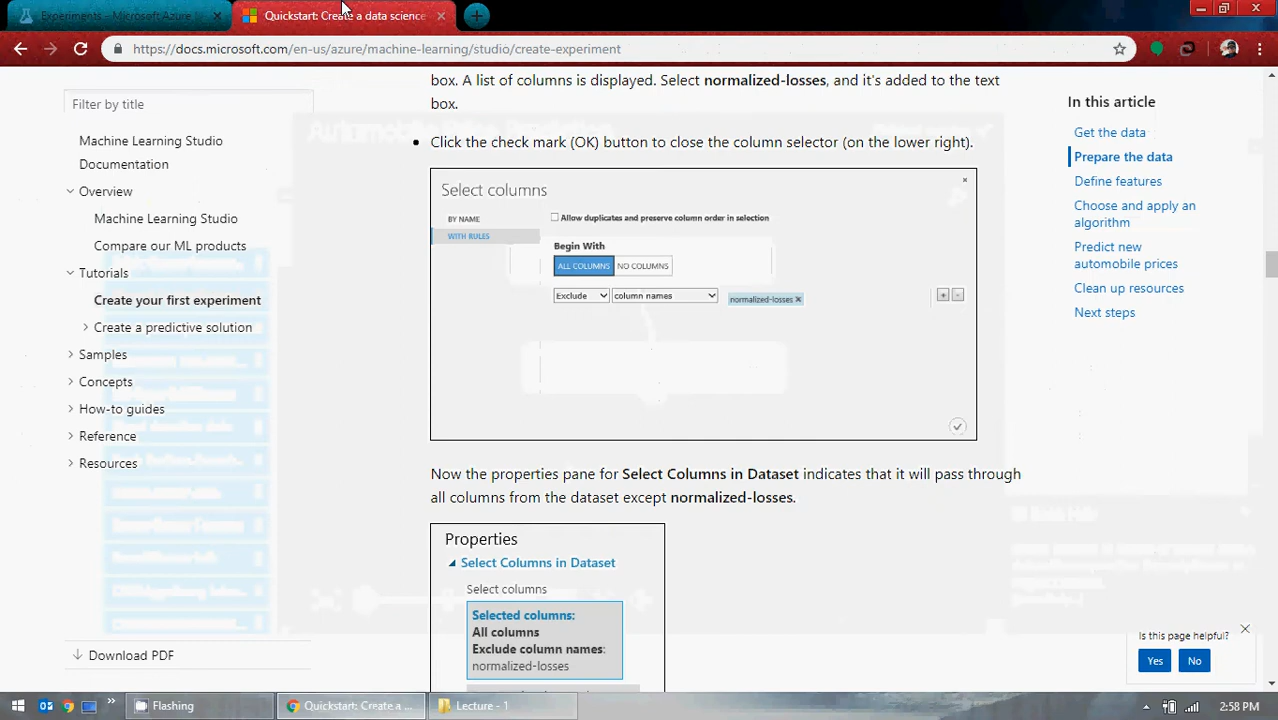 Experiments - Microsoft Azure
Quickstart: Create a data science
https://docs.microsoft.com/en-us/azure/machine-learning/studio/create-experiment
Filter by title
Machine Learning Studio
Documentation
Overview
Machine Learning Studio
Compare our ML products
Tutorials
Create your first experiment
Create a predictive solution
Samples
Concepts
How-to guides
Reference
Resources
Download PDF
box. A list of columns is displayed. Select normalized-losses, and it's added to the text
box.
Click the check mark (OK) button to close the column selector (on the lower right).
Select columns
BY NAME
WITH RULES
Allow duplicates and preserve column order in selection
Begin With
ALL COLUMNS NO COLUMNS
Exclude column names normalized-losses
Now the properties pane for Select Columns in Dataset indicates that it will pass through
all columns from the dataset except normalized-losses.
Properties
Select Columns in Dataset
Select columns
Selected columns:
All columns
Exclude column names:
normalized-losses
In this article
Get the data
Prepare the data
Define features
Choose and apply an
algorithm
Predict new
automobile prices
Clean up resources
Next steps
Is this page helpful?
Yes No
Flashing
Quickstart: Create a ...
Lecture - 1
2:58 PM